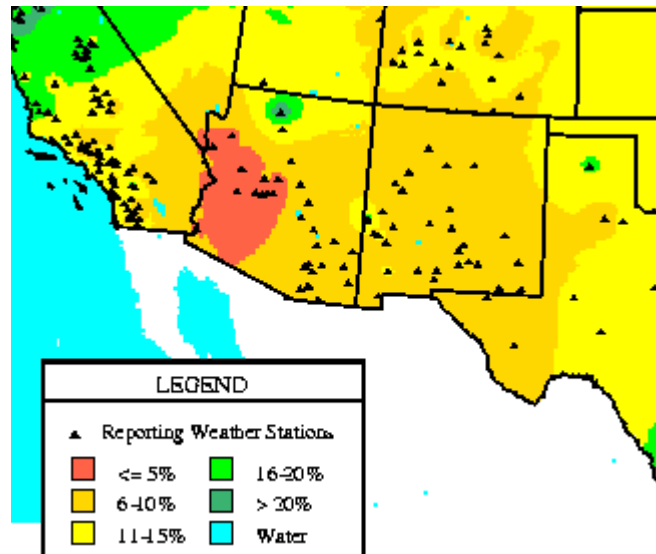 LEGEND
Reporting Weather Stations
<= 5%
16-20%
6-10%
> 20%
11-15%
Water